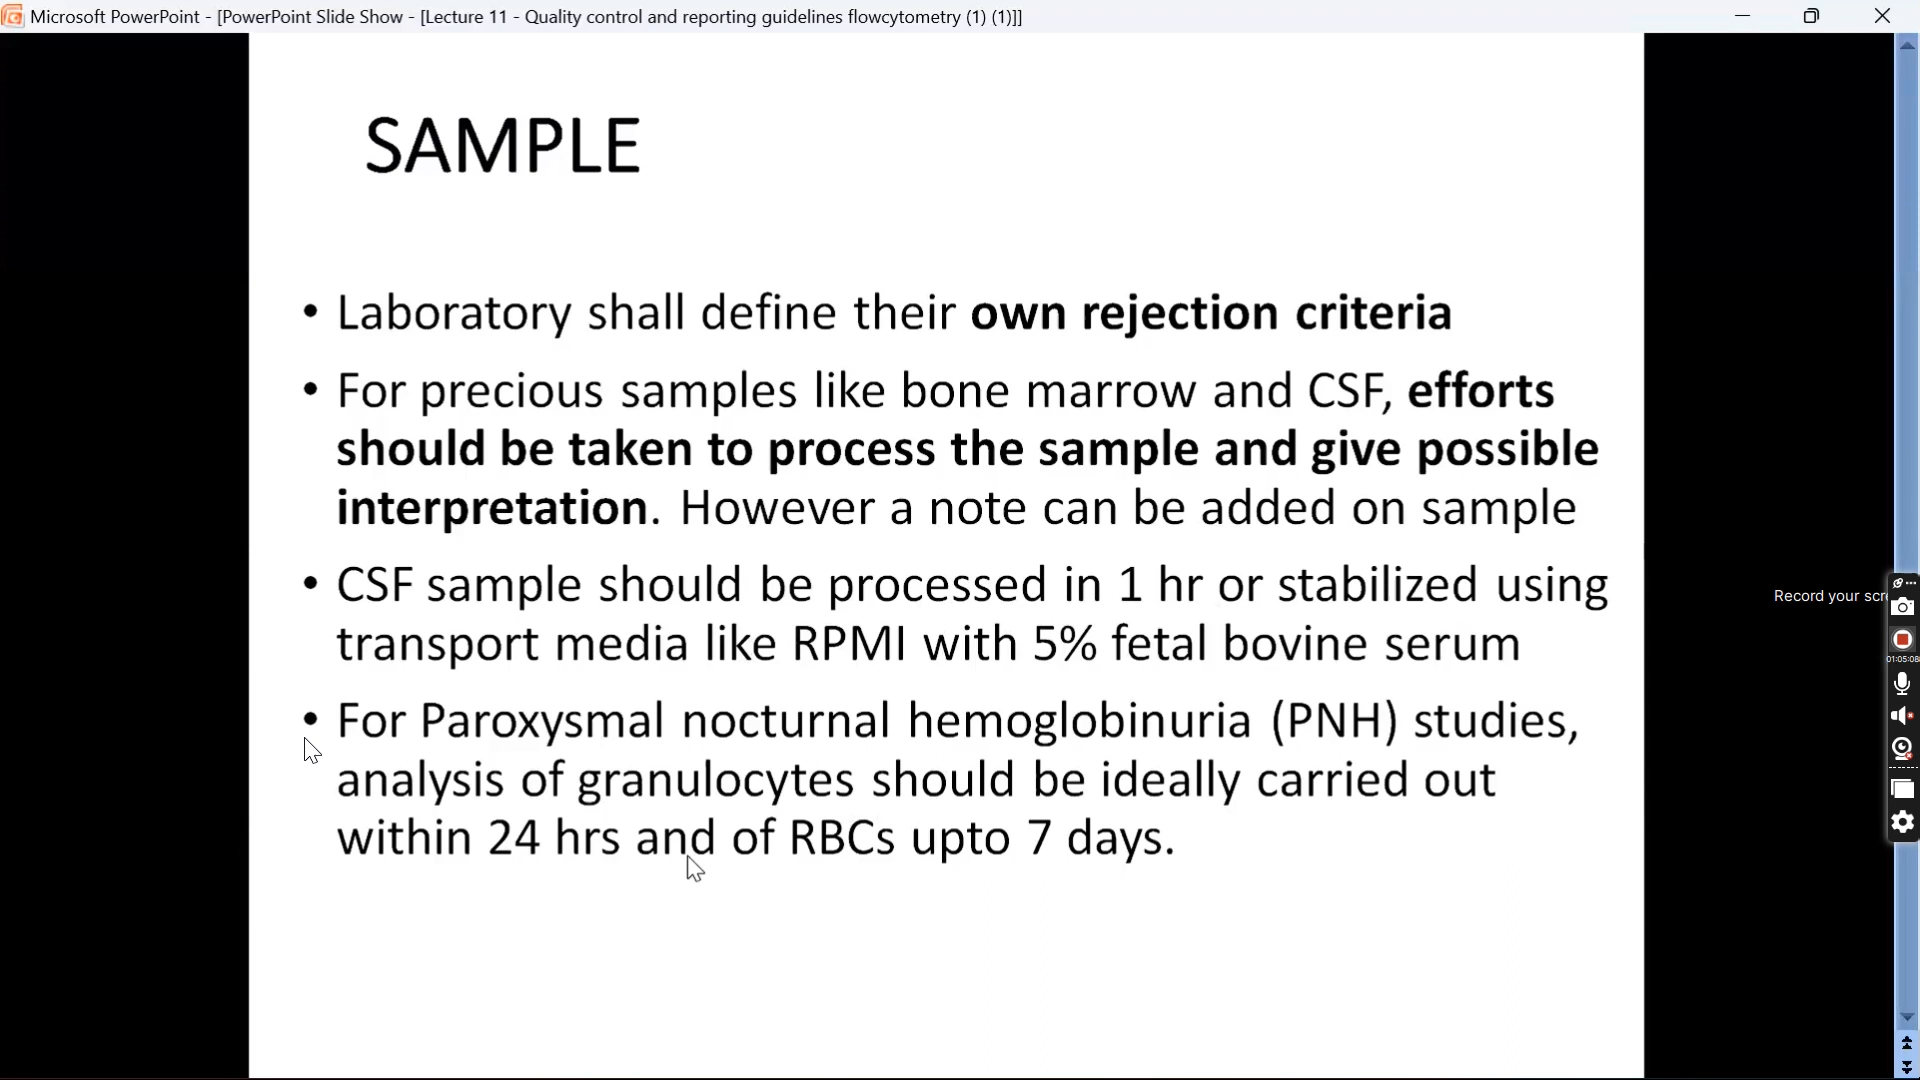 Microsoft PowerPoint - [PowerPoint Slide Show - [Lecture 11 - Quality control and reporting guidelines flowcytometry (1) (1)]]
SAMPLE
• Laboratory shall define their own rejection criteria
• For precious samples like bone marrow and CSF, efforts
should be taken to process the sample and give possible
interpretation. However a note can be added on sample
• CSF sample should be processed in 1 hr or stabilized using
transport media like RPMI with 5% fetal bovine serum
• For Paroxysmal nocturnal hemoglobinuria (PNH) studies,
analysis of granulocytes should be ideally carried out
within 24 hrs and of RBCs upto 7 days.
Record your scre
01:05:08